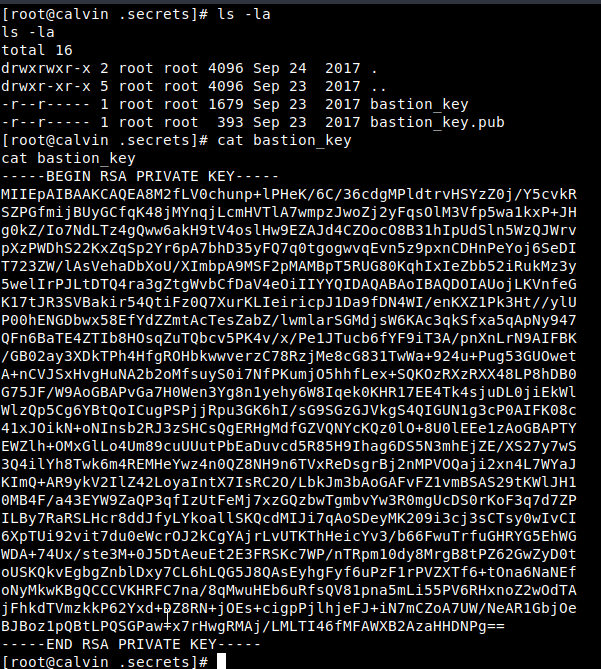 [root@calvin .secrets]# ls -la
ls -la
total 16
drwxrwxr-x 2 root root 4096 Sep 24  2017 .
drwxr-xr-x 5 root root 4096 Sep 23  2017 ..
-r--r----- 1 root root 1679 Sep 23  2017 bastion_key
-r--r----- 1 root root  393 Sep 23  2017 bastion_key.pub
[root@calvin .secrets]# cat bastion_key
cat bastion_key
-----BEGIN RSA PRIVATE KEY-----
MIIEpAIBAAKCAQEA8M2fLV0chunp+lPHeK/6C/36cdgMPldtrvHSYzZ0j/Y5cvkR
SZPGfmijBUyGCfqK48jMYnqjLcmHVTlA7wmpzJwoZj2yFqsOlM3Vfp5wa1kxP+JH
g0kZ/Io7NdLTz4gQww6akH9tV4oslHw9EZAJd4CZOocO8B31hIpUdSln5WzQJWrv
pXzPWDhS22KxZqSp2Yr6pA7bhD35yFQ7q0tgogwvqEvn5z9pxnCDHnPeYoj6SeDI
T723ZW/lAsVehaDbXoU/XImbpA9MSF2pMAMBpT5RUG80KqhIxIeZbb52iRukMz3y
5welIrPJLtDTQ4ra3gZtgWvbCfDaV4eOiIIYYQIDAQABAoIBAQDOIAUojLKVnfeG
K17tJR3SVBakir54QtiFz0Q7XurKLIeiricpJ1Da9fDN4WI/enKXZ1Pk3Ht//ylU
P00hENGDbwx58EfYdZZmtAcTesZabZ/lwmlarSGMdjsW6KAc3qkSfxa5qApNy947
QFn6BaTE4ZTIb8HOsqZuTQbcv5PK4v/x/Pe1JTucb6fYF9iT3A/pnXnLrN9AIFBK
/GB02ay3XDkTPh4HfgROHbkwwverzC78RzjMe8cG831TwWa+924u+Pug53GUOwet
A+nCVJSxHvgHuNA2b2oMfsuyS0i7NfPKumjO5hhfLex+SQKOzRXzRXX48LP8hDB0
G75JF/W9AoGBAPvGa7H0Wen3Yg8n1yehy6W8Iqek0KHR17EE4Tk4sjuDL0jiEkWl
WlzQp5Cg6YBtQoICugPSPjjRpu3GK6hI/sG9SGzGJVkgS4QIGUN1g3cP0AIFK08c
41xJOikN+oNInsb2RJ3zSHCsQgERHgMdfGZVQNYcKQz0lO+8U0lEEe1zAoGBAPTY
EWZlh+OMxGlLo4Um89cuUUutPbEaDuvcd5R85H9Ihag6DS5N3mhEjZE/XS27y7wS
3Q4ilYh8Twk6m4REMHeYwz4n0QZ8NH9n6TVxReDsgrBj2nMPVOQaji2xn4L7WYaJ
KImQ+AR9ykV2IlZ42LoyaIntX7IsRC2O/LbkJm3bAoGAFvFZ1vmBSAS29tKWlJH1
0MB4F/a43EYW9ZaQP3qfIzUtFeMj7xzGQzbwTgmbvYw3R0mgUcDS0rKoF3q7d7ZP
ILBy7RaRSLHcr8ddJfyLYkoallSKQcdMIJi7qAoSDeyMK209i3cj3sCTsy0wIvCI
6XpTUi92vit7du0eWcrOJ2kCgYAjrLvUTKThHeicYv3/b66FwuTrfuGHRYG5EhWG
WDA+74Ux/ste3M+0J5DtAeuEt2E3FRSKc7WP/nTRpm10dy8MrgB8tPZ62GwZyD0t
oUSKQkvEgbgZnblDxy7CL6hLQG5J8QAsEyhgFyf6uPzF1rPVZXTf6+tOna6NaNEf
oNyMkwKBgQCCCVKHRFC7na/8qMwuHEb6uRfsQV81pna5mLi55PV6RHxnoZ2wOdTA
jFhkdTVmzkkP62Yxd+DZ8RN+jOEs+cigpPjlhjeFJ+iN7mCZoA7UW/NeAR1GbjOe
BJBoz1pQBtLPQSGPaw+x7rHwgRMAj/LMLTI46fMFAWXB2AzaHHDNPg==
-----END RSA PRIVATE KEY-----
[root@calvin .secrets]#